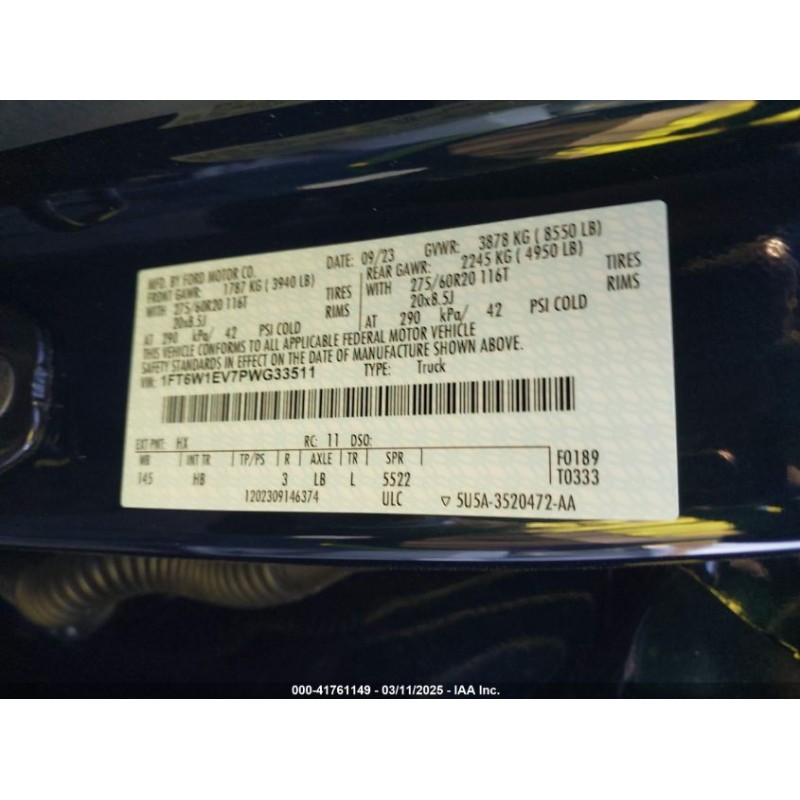 MFD. BY FORD MOTOR CO. DATE: 09/23 GVWR: 3878 KG ( 8550 LB)
FRONT GAWR: 1787 KG ( 3940 LB) REAR GAWR: 2245 KG ( 4950 LB)
WITH 275/60R20 116T TIRES WITH 275/60R20 116T TIRES
20x8.5J RIMS 20x8.5J RIMS
AT 290 kPa/ 42 PSI COLD AT 290 kPa/ 42 PSI COLD
THIS VEHICLE CONFORMS TO ALL APPLICABLE FEDERAL MOTOR VEHICLE
SAFETY STANDARDS IN EFFECT ON THE DATE OF MANUFACTURE SHOWN ABOVE.
VIN: 1FT6W1EV7PWG33511 TYPE: Truck
EXT PNT: HX RC: 11 DSO:
WB INT TR TP/PS R AXLE TR SPR F0189
145 HB 3 LB L 5522 T0333
1202309146374 ULC ▽ 5U5A-3520472-AA
000-41761149 - 03/11/2025 - IAA Inc.